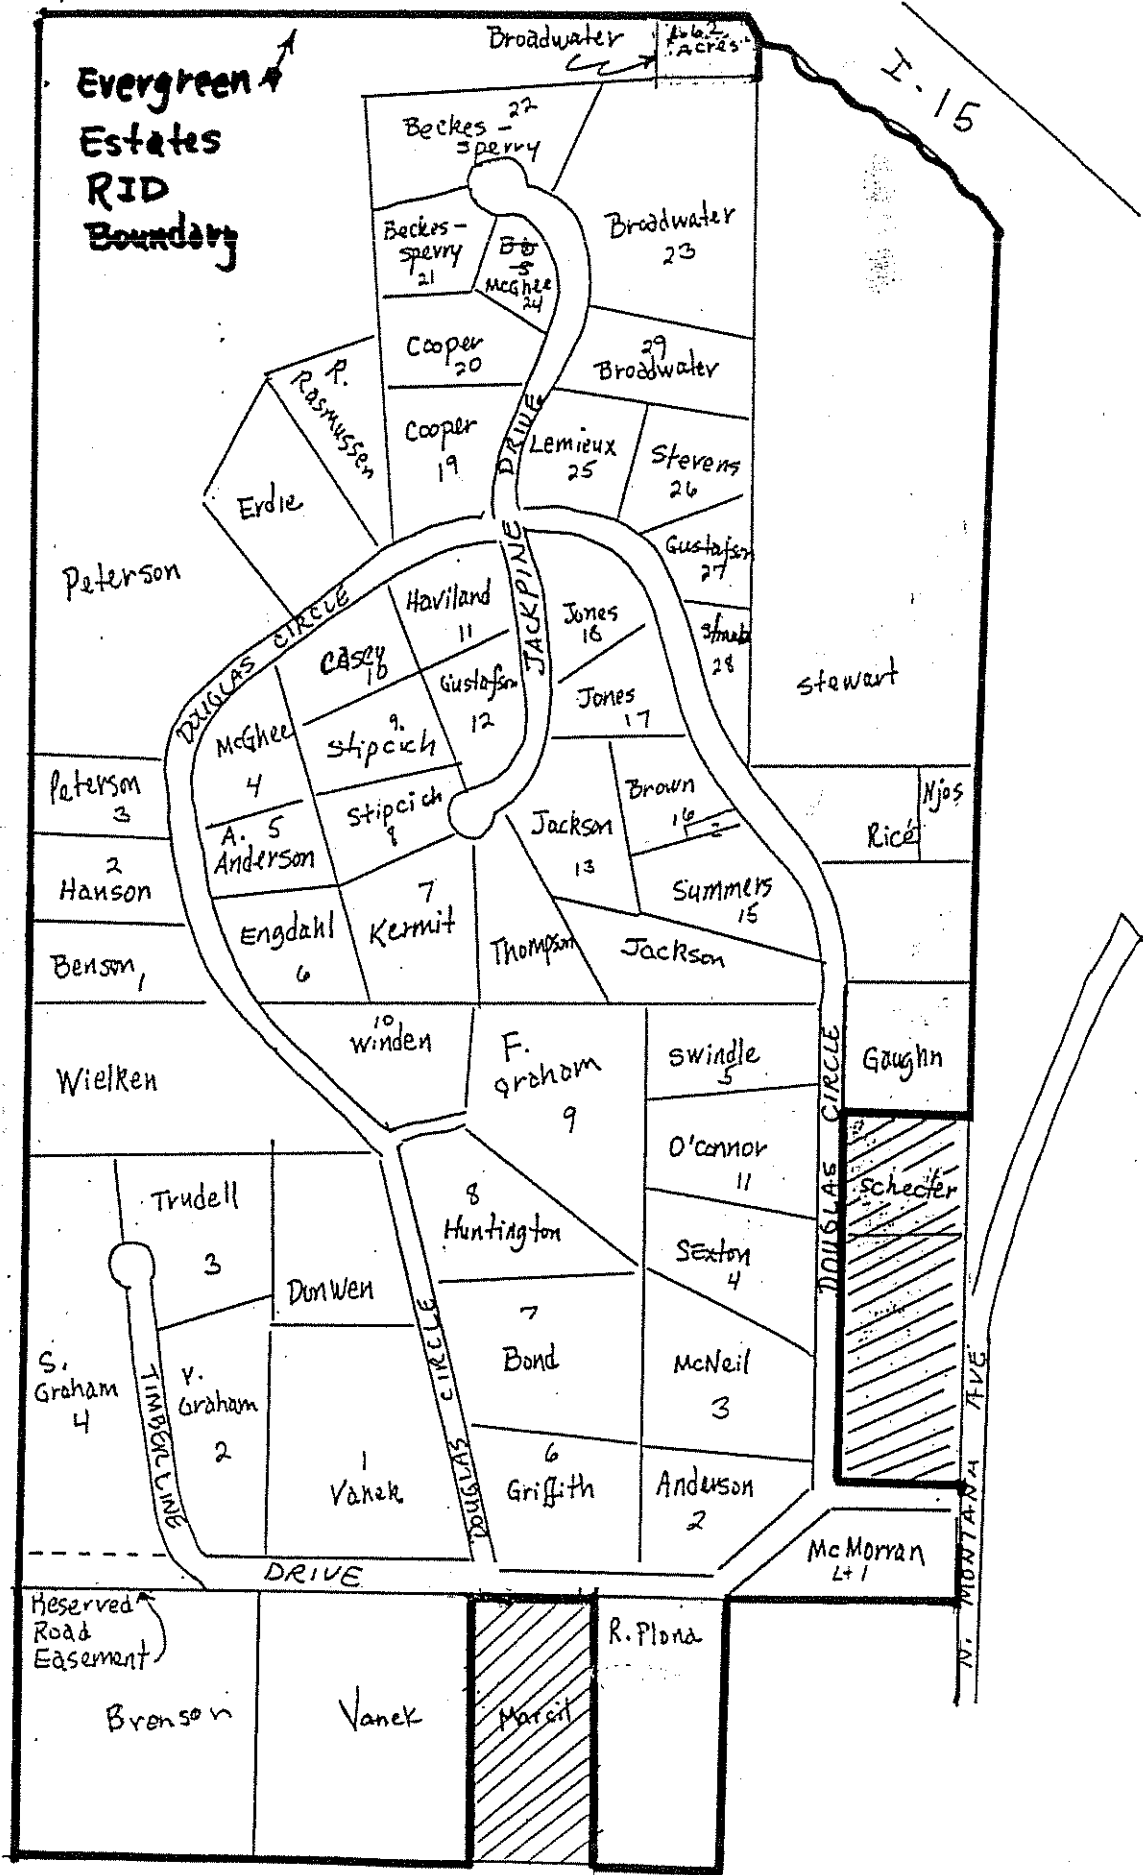 Evergreen
Estates
RID
Boundary
Broadwater
Acres
I-15
Beckes - 22
Sperry
Beckes -
Sperry
21
McGhee
24
Broadwater
23
Cooper
20
29
Broadwater
P.
Rasmussen
Cooper
19
DRIVE
Lemieux
25
Stevens
26
Erdie
Gustafson
27
Peterson
DOUGLAS CIRCLE
Haviland
11
JACKPINE
Jones
18
28
Casey
10
Gustafson
12
Stewart
Jones
17
McGhee
4
9.
Stipcich
Peterson
3
Stipcich
8
Brown
16
Njos
Rice
A. 5
Anderson
Jackson
13
2
Hanson
Summers
15
7
Kermit
Engdahl
6
Thompson
Jackson
Benson,
1
10
Winden
F.
Graham
9
Swindle
5
Gaughn
Wielken
O'Connor
11
DOUGLAS CIRCLE
Schecter
Trudell
3
8
Huntington
Sexton
4
Dunwen
7
Bond
McNeil
3
S.
Graham
4
TIMBERLINE
V.
Graham
2
DOUGLAS CIRCLE
1
Vanek
6
Griffith
Anderson
2
N. MONTANA AVE
McMorran
L+1
DRIVE
Reserved
Road
Easement
R. Plona
Bronson
Vanek
Marcil